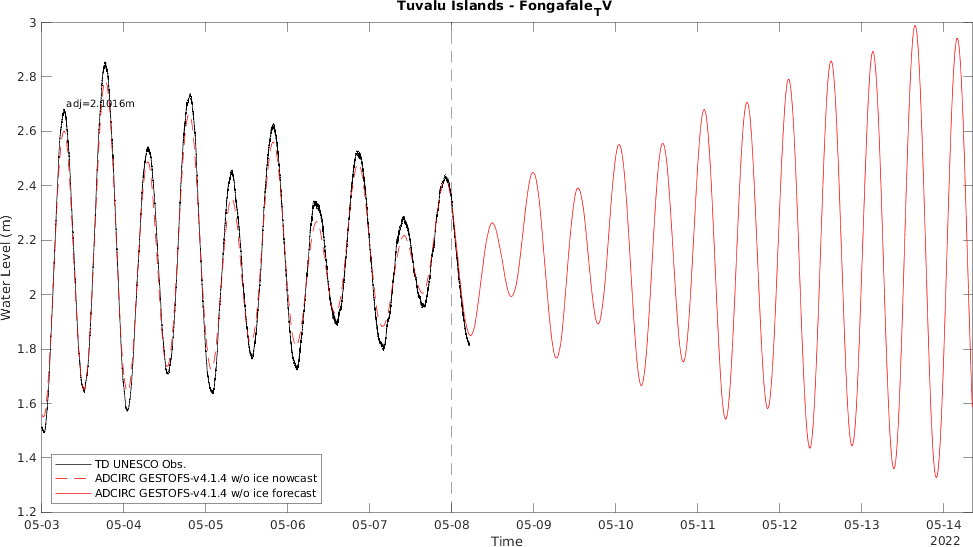 Tuvalu Islands - Fongafale_TV
3
2.8
adj=2.1016m
2.6
2.4
2.2
2
1.8
1.6
1.4
1.2
Water Level (m)
TD UNESCO Obs.
ADCIRC GESTOFS-v4.1.4 w/o ice nowcast
ADCIRC GESTOFS-v4.1.4 w/o ice forecast
05-03 05-04 05-05 05-06 05-07 05-08 05-09 05-10 05-11 05-12 05-13 05-14
Time
2022